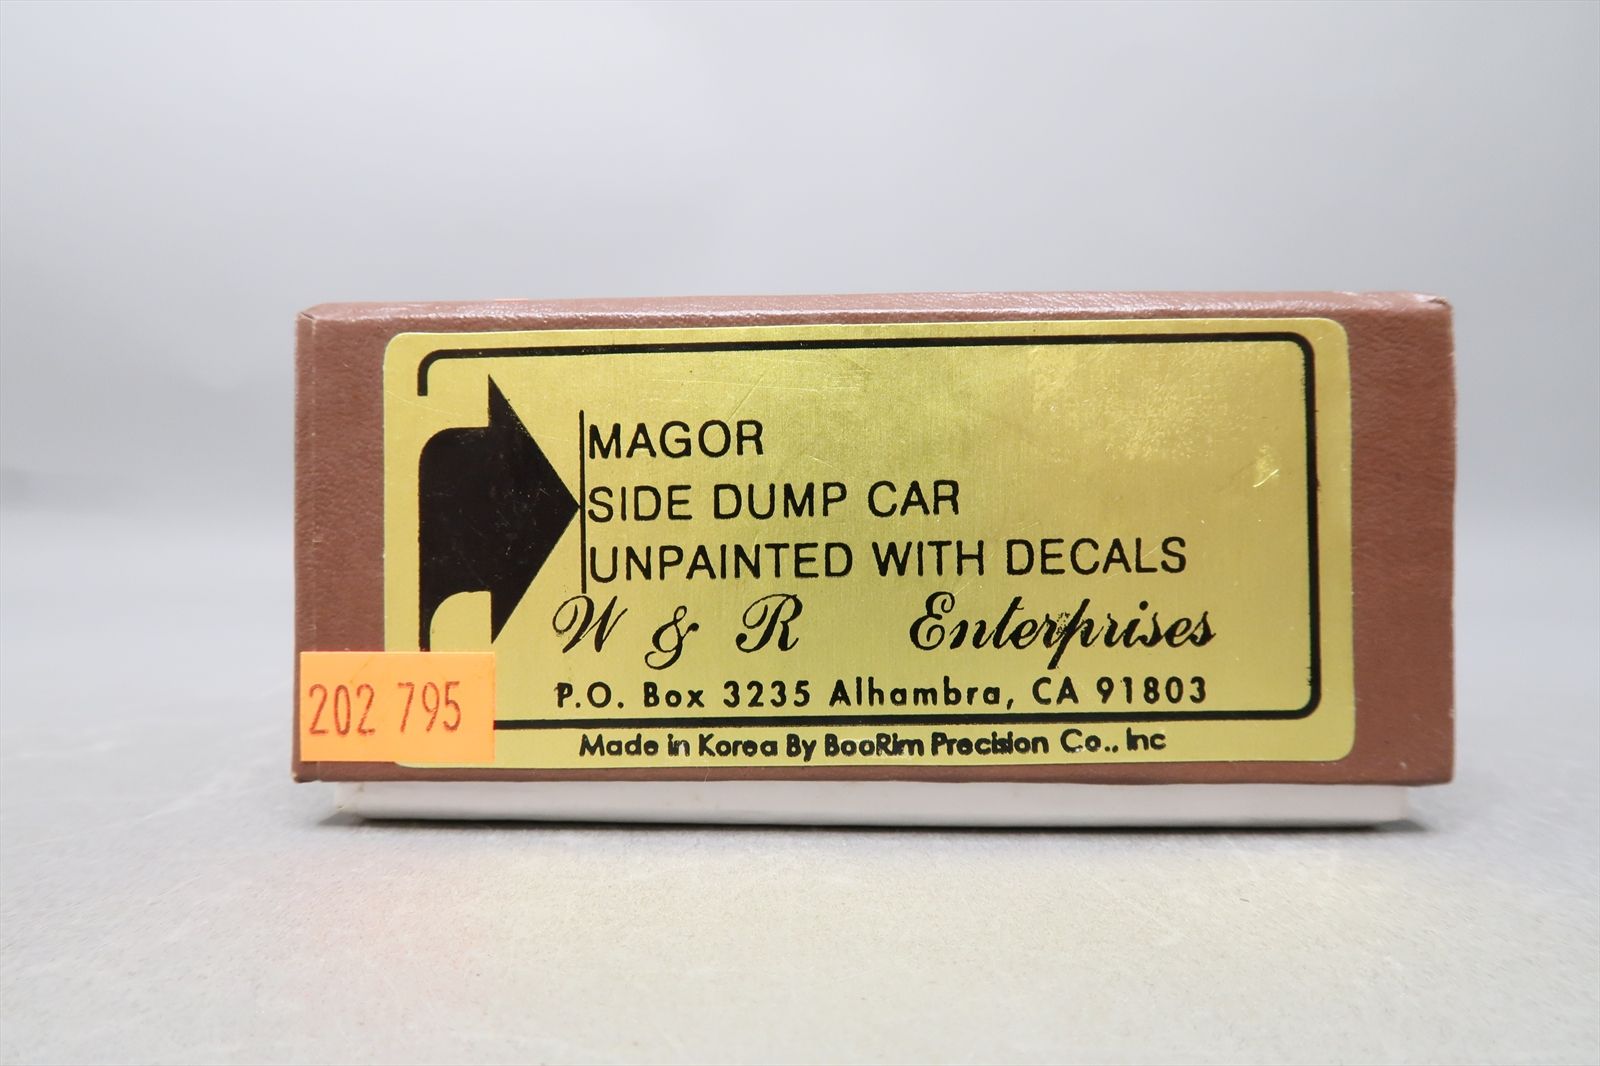 MAGOR
SIDE DUMP CAR
UNPAINTED WITH DECALS
W & R Enterprises
P.O. Box 3235 Alhambra, CA 91803
Made in Korea By BooRim Precision Co., Inc
202 795